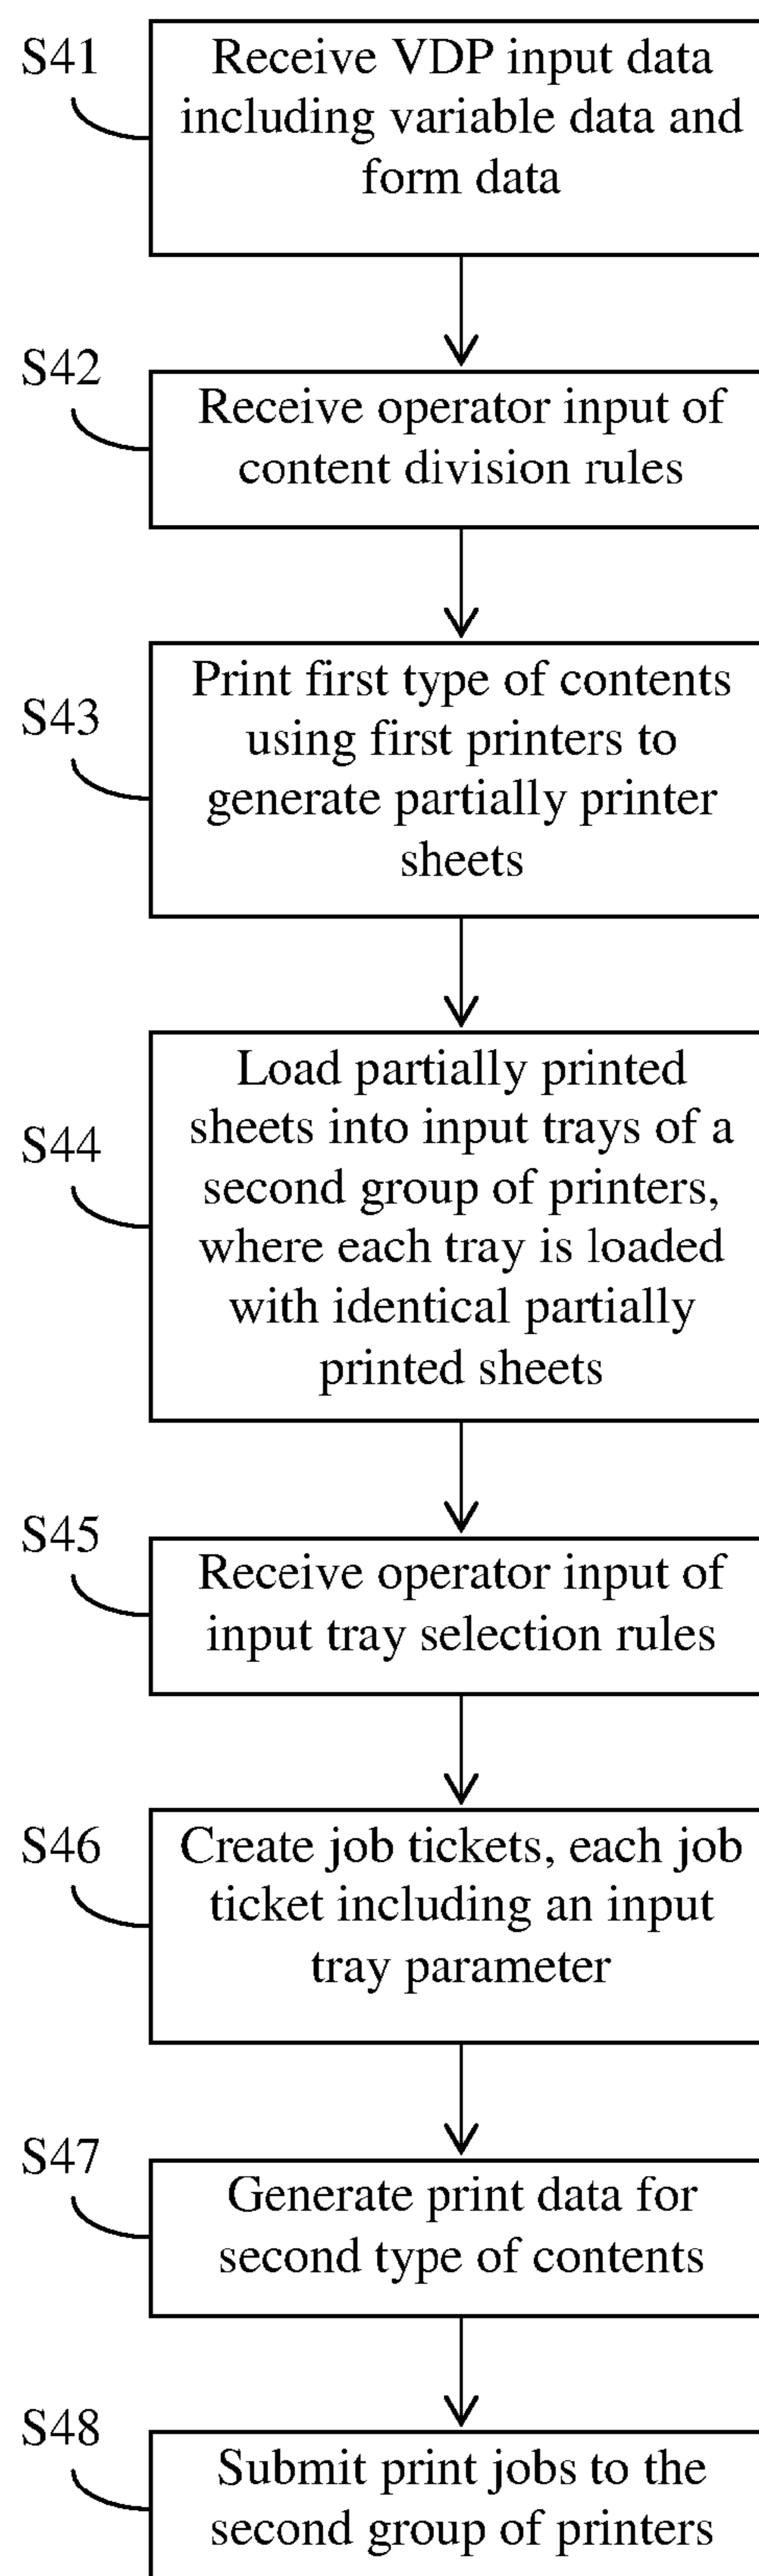 S41
Receive VDP input data
including variable data and
form data
S42
Receive operator input of
content division rules
S43
Print first type of contents
using first printers to
generate partially printer
sheets
S44
Load partially printed
sheets into input trays of a
second group of printers,
where each tray is loaded
with identical partially
printed sheets
S45
Receive operator input of
input tray selection rules
S46
Create job tickets, each job
ticket including an input
tray parameter
S47
Generate print data for
second type of contents
S48
Submit print jobs to the
second group of printers